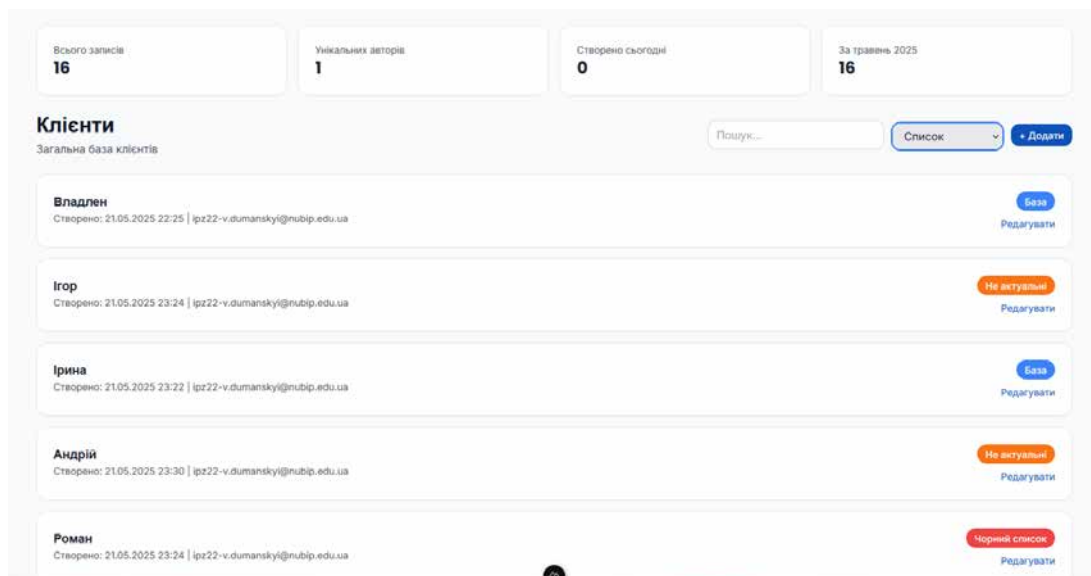 Всього записів
16
Унікальних авторів
1
Створено сьогодні
0
За травень 2025
16
Клієнти
Загальна база клієнтів
Пошук...
Список
+ Додати
Владлен
Створено: 21.05.2025 22:25 | ipz22-v.dumanskyi@nubip.edu.ua
База
Редагувати
Ігор
Створено: 21.05.2025 23:24 | ipz22-v.dumanskyi@nubip.edu.ua
Не актуальні
Редагувати
Ірина
Створено: 21.05.2025 23:22 | ipz22-v.dumanskyi@nubip.edu.ua
База
Редагувати
Андрій
Створено: 21.05.2025 23:30 | ipz22-v.dumanskyi@nubip.edu.ua
Не актуальні
Редагувати
Роман
Створено: 21.05.2025 23:24 | ipz22-v.dumanskyi@nubip.edu.ua
Чорний список
Редагувати